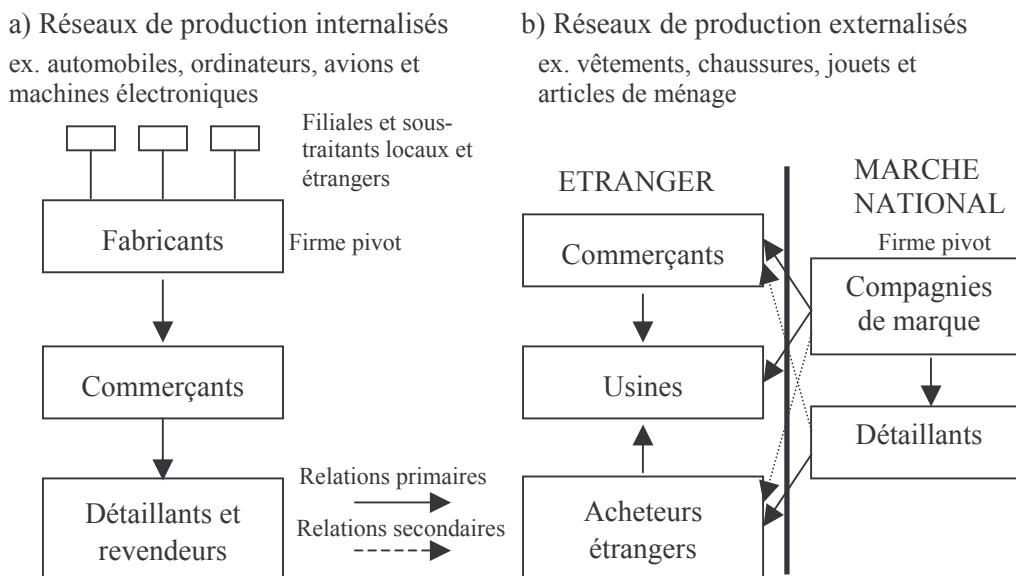 a) Réseaux de production internalisés
ex. automobiles, ordinateurs, avions et
machines électroniques
Filiales et sous-
traitants locaux et
étrangers
Fabricants
Firme pivot
Commerçants
Détaillants et
revendeurs
Relations primaires
Relations secondaires
b) Réseaux de production externalisés
ex. vêtements, chaussures, jouets et
articles de ménage
ETRANGER
MARCHE
NATIONAL
Firme pivot
Commerçants
Compagnies
de marque
Usines
Détaillants
Acheteurs
étrangers